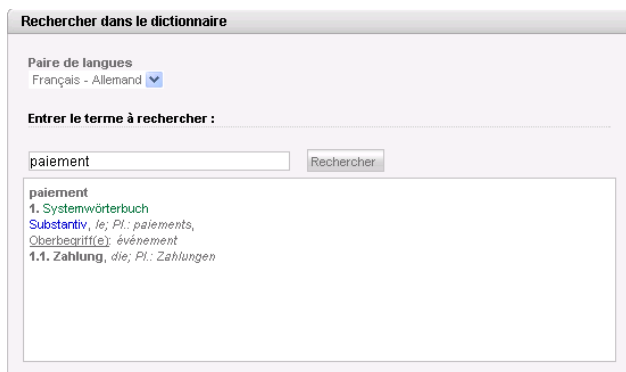 Rechercher dans le dictionnaire
Paire de langues
Français - Allemand
Entrer le terme à rechercher :
paiement Rechercher
paiement
1. Systemwörterbuch
Substantiv, le; Pl.: paiements,
Oberbegriff(e): événement
1.1. Zahlung, die; Pl.: Zahlungen